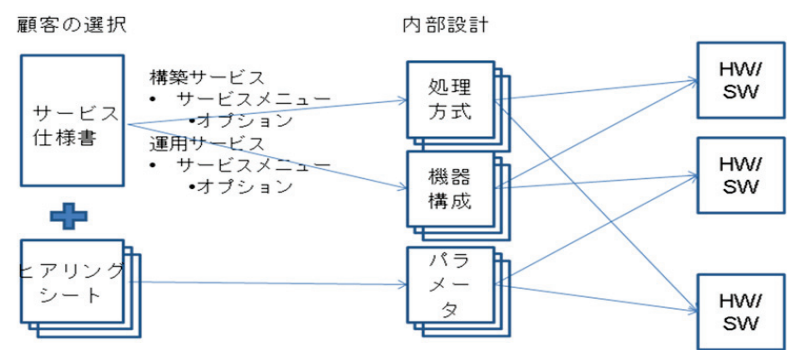 顧客の選択
内部設計
サービス
仕様書
構築サービス
• サービスメニュー
•オプション
運用サービス
• サービスメニュー
•オプション
ヒアリング
シート
処理
方式
機器
構成
パラ
メー
タ
HW/
SW
HW/
SW
HW/
SW